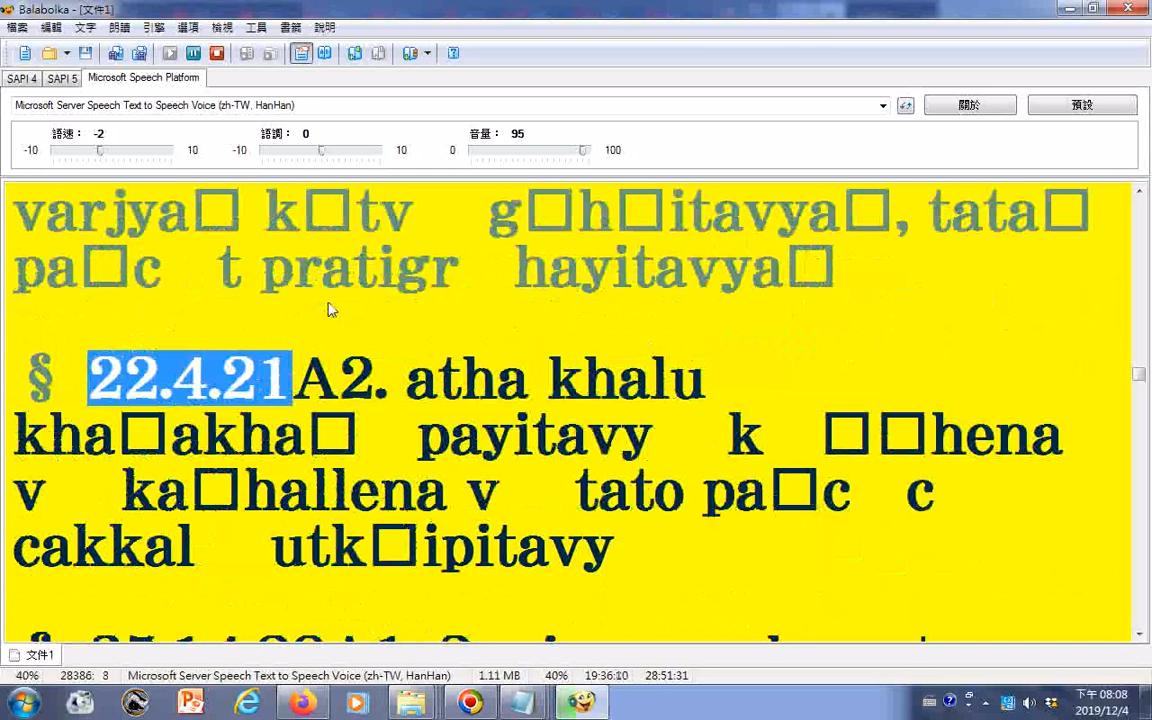 Balabolka - [文件1]
檔案 編輯 文字 朗讀 引擎 選項 檢視 工具 書籤 說明
SAPI 4 SAPI 5 Microsoft Speech Platform
Microsoft Server Speech Text to Speech Voice (zh-TW, HanHan) 關於 預設
語速： -2 語調： 0 音量： 95
-10 10 -10 10 0 100
varjya□ k□tv g□h□itavya□, tata□
pa□c t pratigr hayitavya□
§ 22.4.21A2. atha khalu
kha□akha□ payitavy k □□hena
v ka□hallena v tato pa□c c
cakkal utk□ipitavy
文件1
40% 28386: 8 Microsoft Server Speech Text to Speech Voice (zh-TW, HanHan) 1.11 MB 40% 19:36:10 28:51:31
下午 08:08
2019/12/4